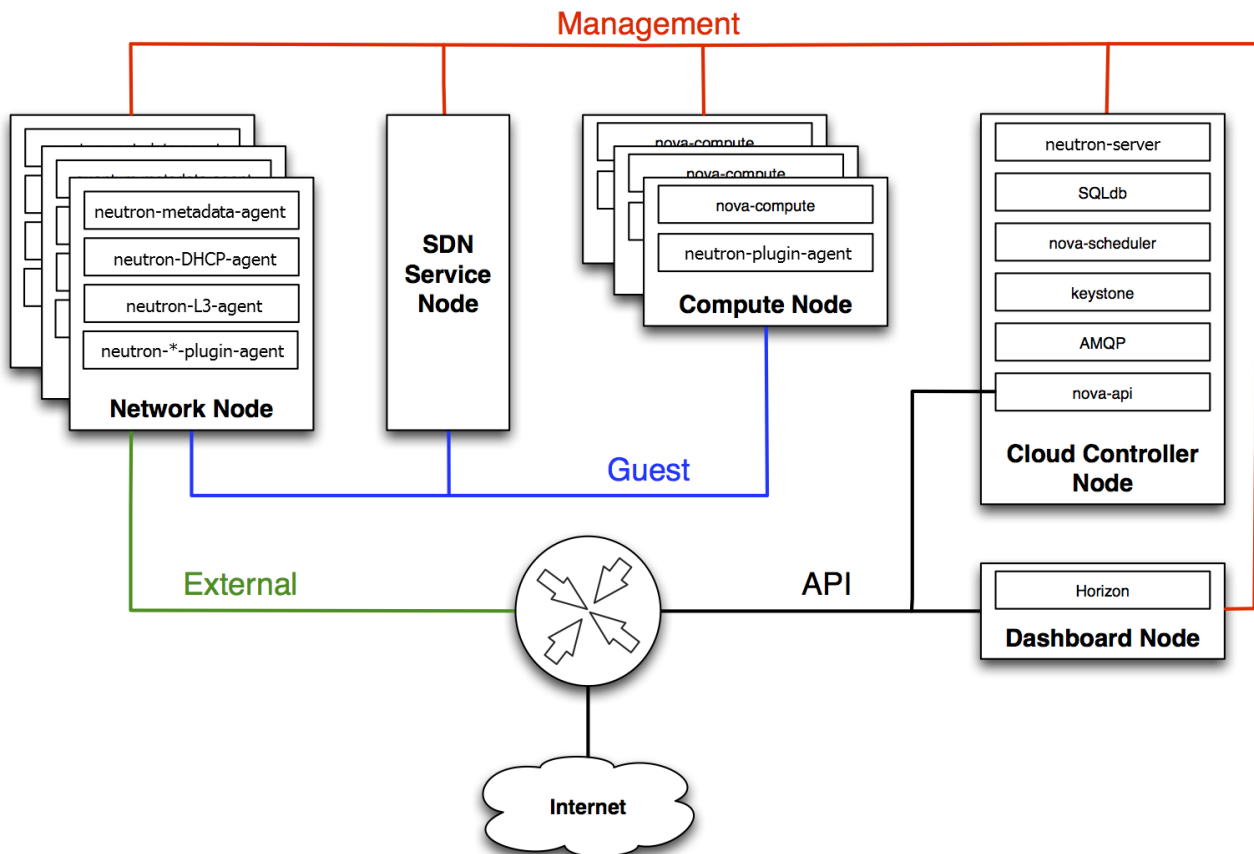 Management
nova-compute
nova-compute
neutron-metadata-agent
neutron-DHCP-agent
neutron-L3-agent
neutron-*-plugin-agent
Network Node
SDN
Service
Node
nova-compute
neutron-plugin-agent
Compute Node
neutron-server
SQLdb
nova-scheduler
keystone
AMQP
nova-api
Cloud Controller
Node
Guest
External
API
Horizon
Dashboard Node
Internet